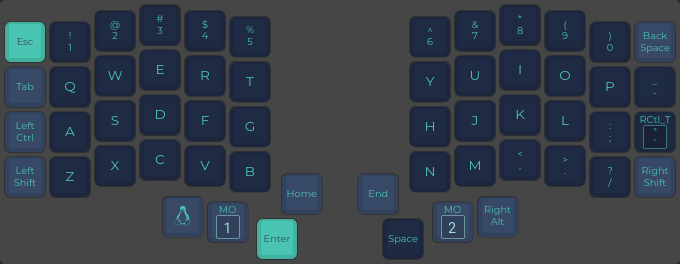 Esc ! # $ % ^ & * ( ) Back
1 @ 3 4 5 6 7 8 9 0 Space
2
Tab Q W E R T Y U I O P _
-
Left A S D F G H J K L : RCtl_T
Ctrl ; "
'
Left Z X C V B N M < > ? Right
Shift , . / Shift
Home End
MO MO Right
1 2 Alt
Enter Space